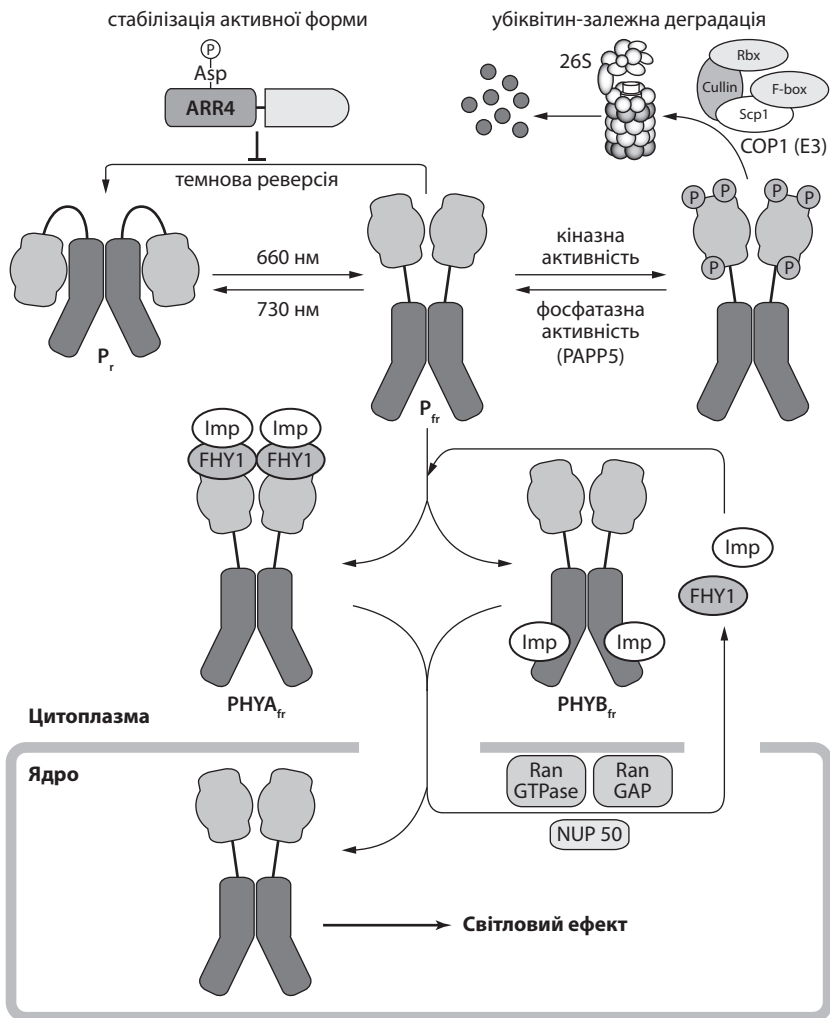 стабілізація активної форми
убіквітин-залежна деградація
P
Asp
ARR4
26S
Rbx
Cullin
F-box
Scp1
COP1 (E3)
темнова реверсія
P P P P
P P
660 нм
730 нм
кіназна
активність
фосфатазна
активність
(PAPP5)
Pr
Pfr
Imp Imp
FHY1 FHY1
Imp
FHY1
Imp Imp
PHYAfr
PHYBfr
Цитоплазма
Ядро
Ran
GTPase
Ran
GAP
NUP 50
Світловий ефект